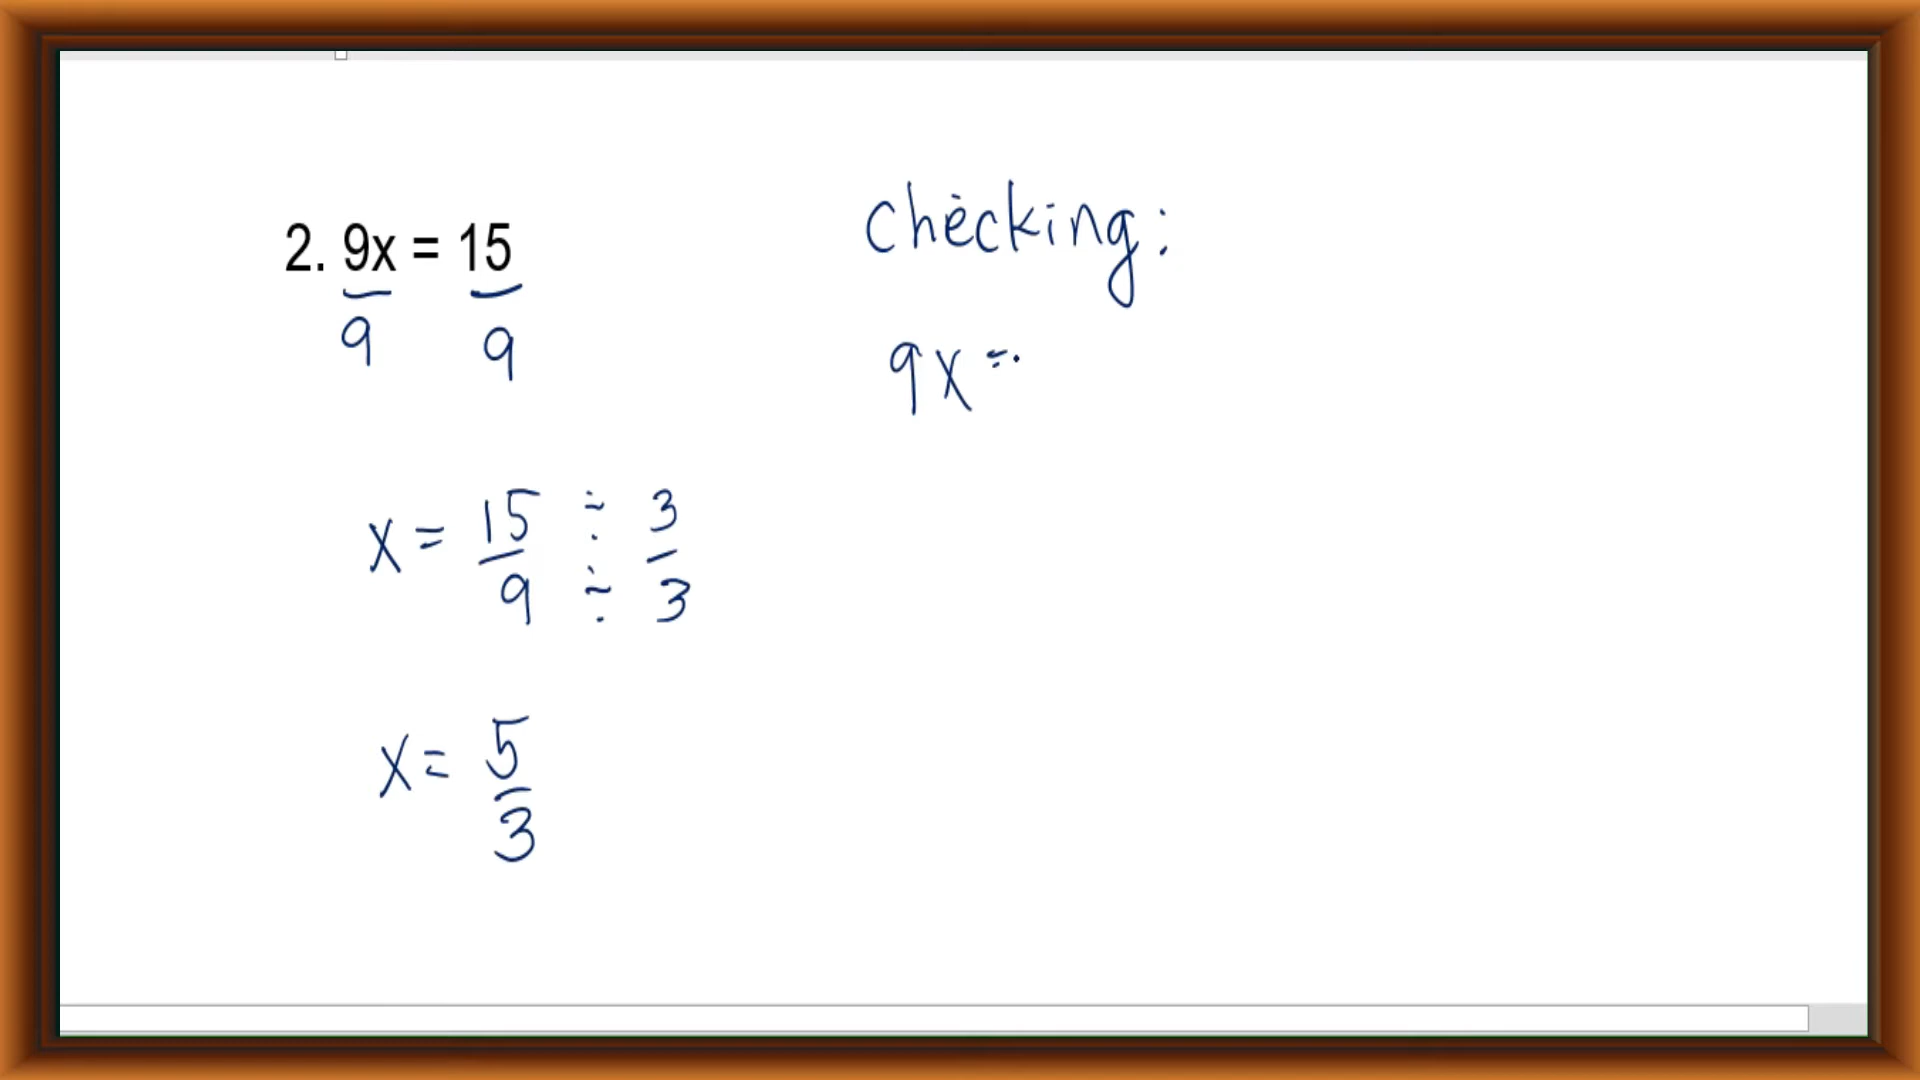 2. 9x = 15
9 9
x = 15 ÷ 3
9 ÷ 3
x = 5
3
checking:
9x =